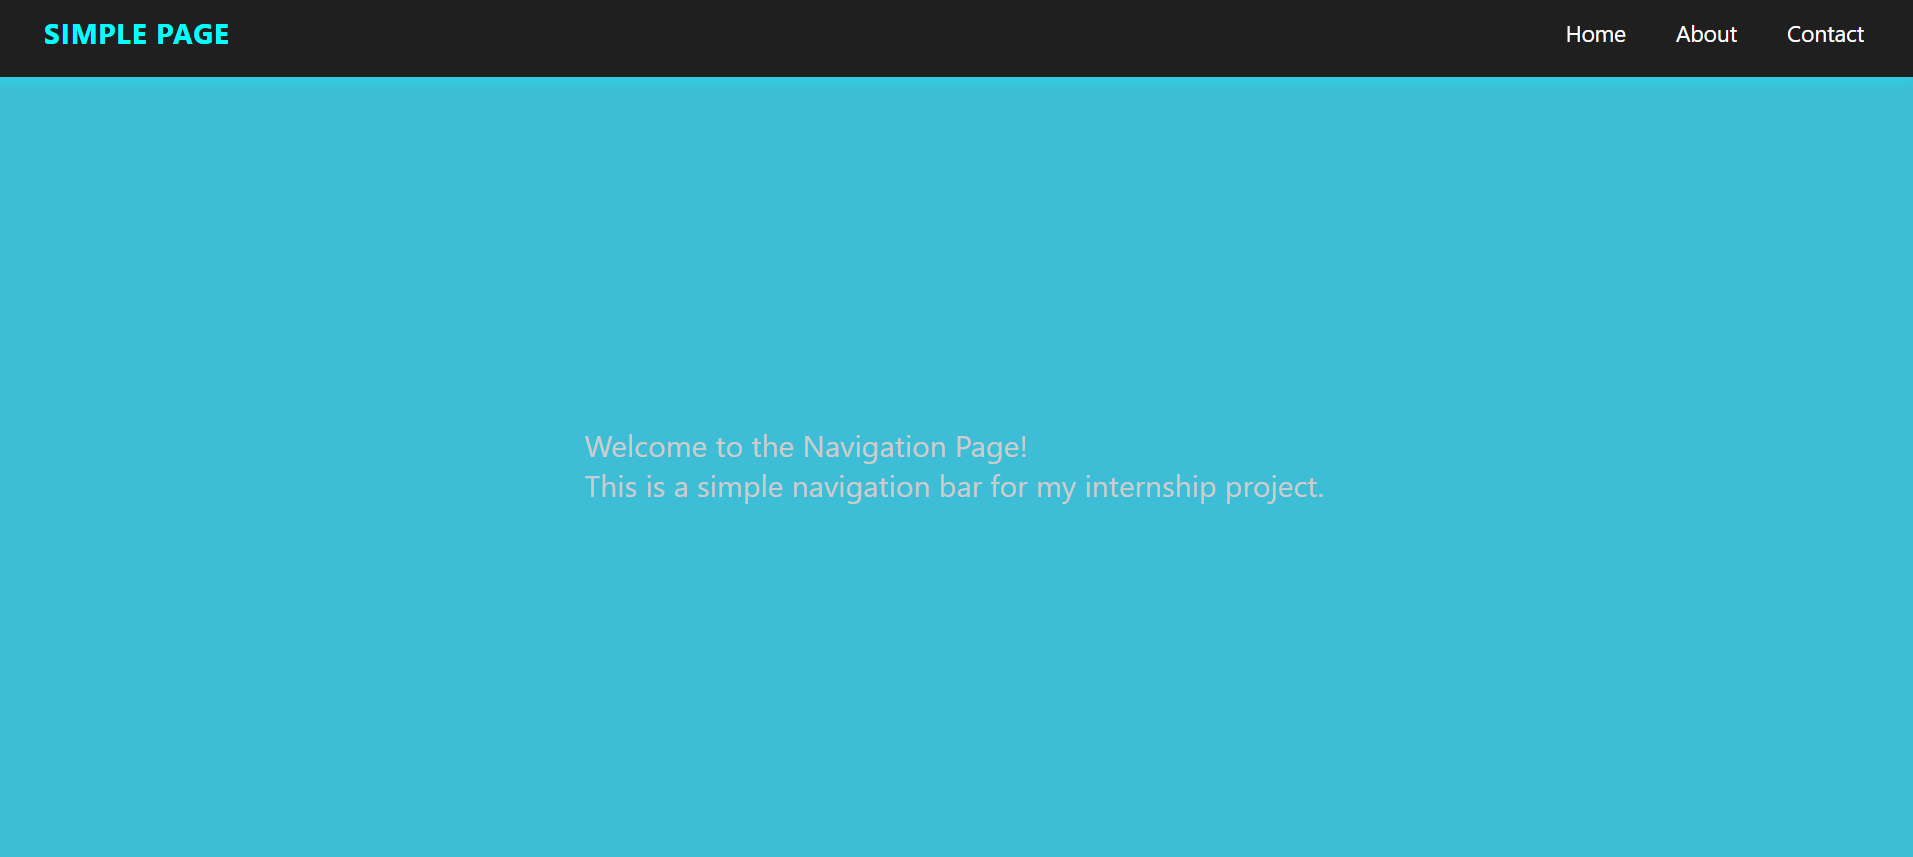 SIMPLE PAGE
Home About Contact
Welcome to the Navigation Page!
This is a simple navigation bar for my internship project.